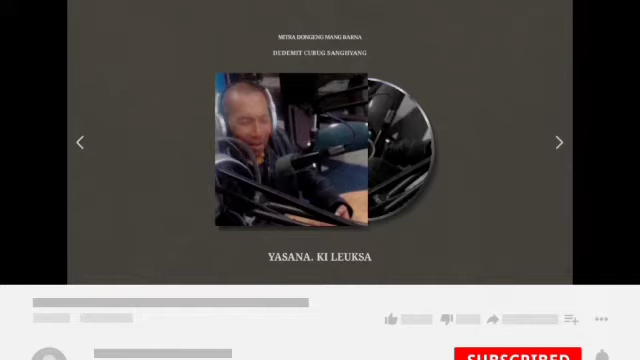 MITRA DONGENG MANG BARNA
DEDEMIT CURUG SANGHYANG
YASANA. KI LEUKSA
SUBSCRIBED